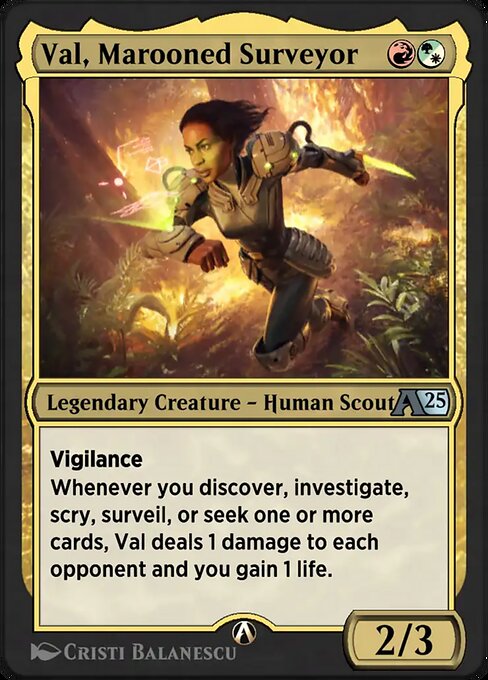 Val, Marooned Surveyor
Legendary Creature – Human Scout
A25
Vigilance
Whenever you discover, investigate,
scry, surveil, or seek one or more
cards, Val deals 1 damage to each
opponent and you gain 1 life.
2/3
Cristi Balanescu